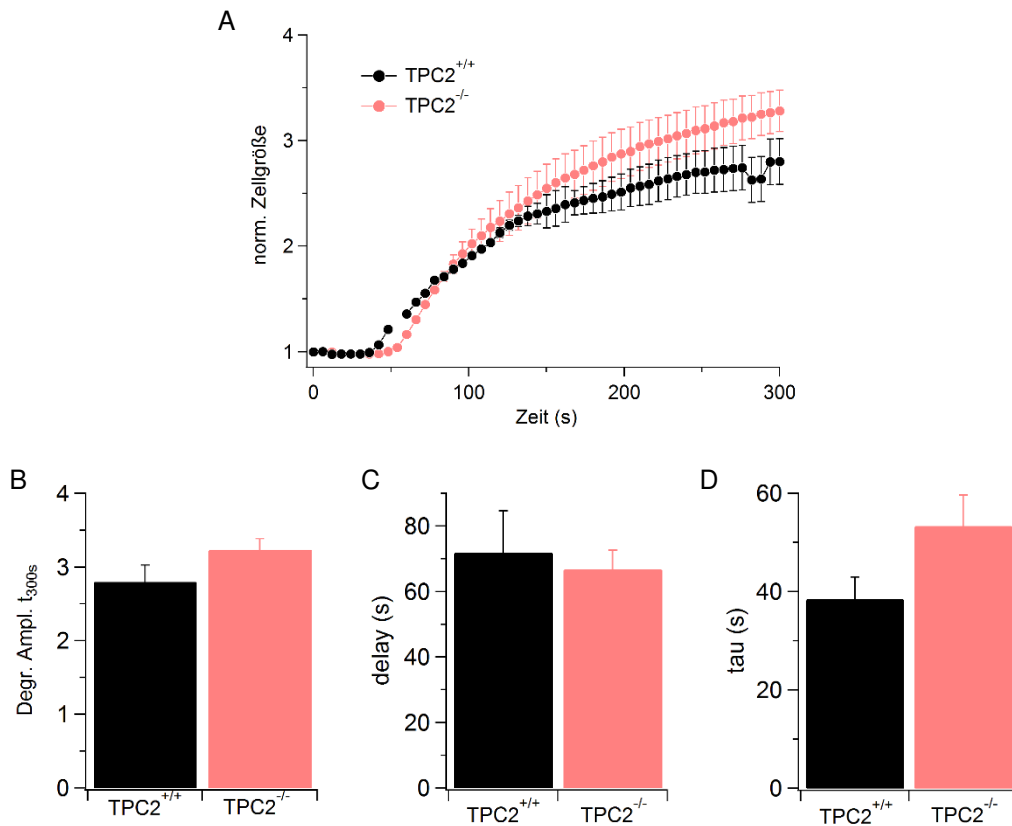 A
4
3
2
1
norm. Zellgröße
TPC2+/+
TPC2-/-
0
100
200
300
Zeit (s)
B
4
3
2
1
0
Degr. Ampl. t300s
TPC2+/+
TPC2-/-
C
80
60
40
20
0
delay (s)
TPC2+/+
TPC2-/-
D
60
40
20
0
tau (s)
TPC2+/+
TPC2-/-